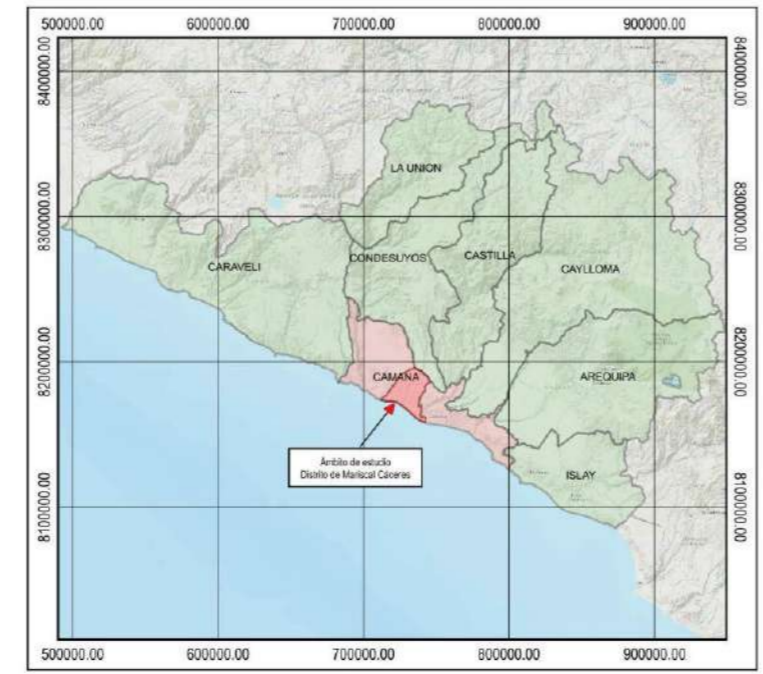 500000.00 600000.00 700000.00 800000.00 900000.00
8400000.00 8400000.00
LA UNION
8300000.00 8300000.00
CARAVELI CONDESUYOS CASTILLA CAYLLOMA
8200000.00 8200000.00
CAMANA AREQUIPA
Ámbito de estudio
Distrito de Mariscal Cáceres
ISLAY
8100000.00 8100000.00
500000.00 600000.00 700000.00 800000.00 900000.00